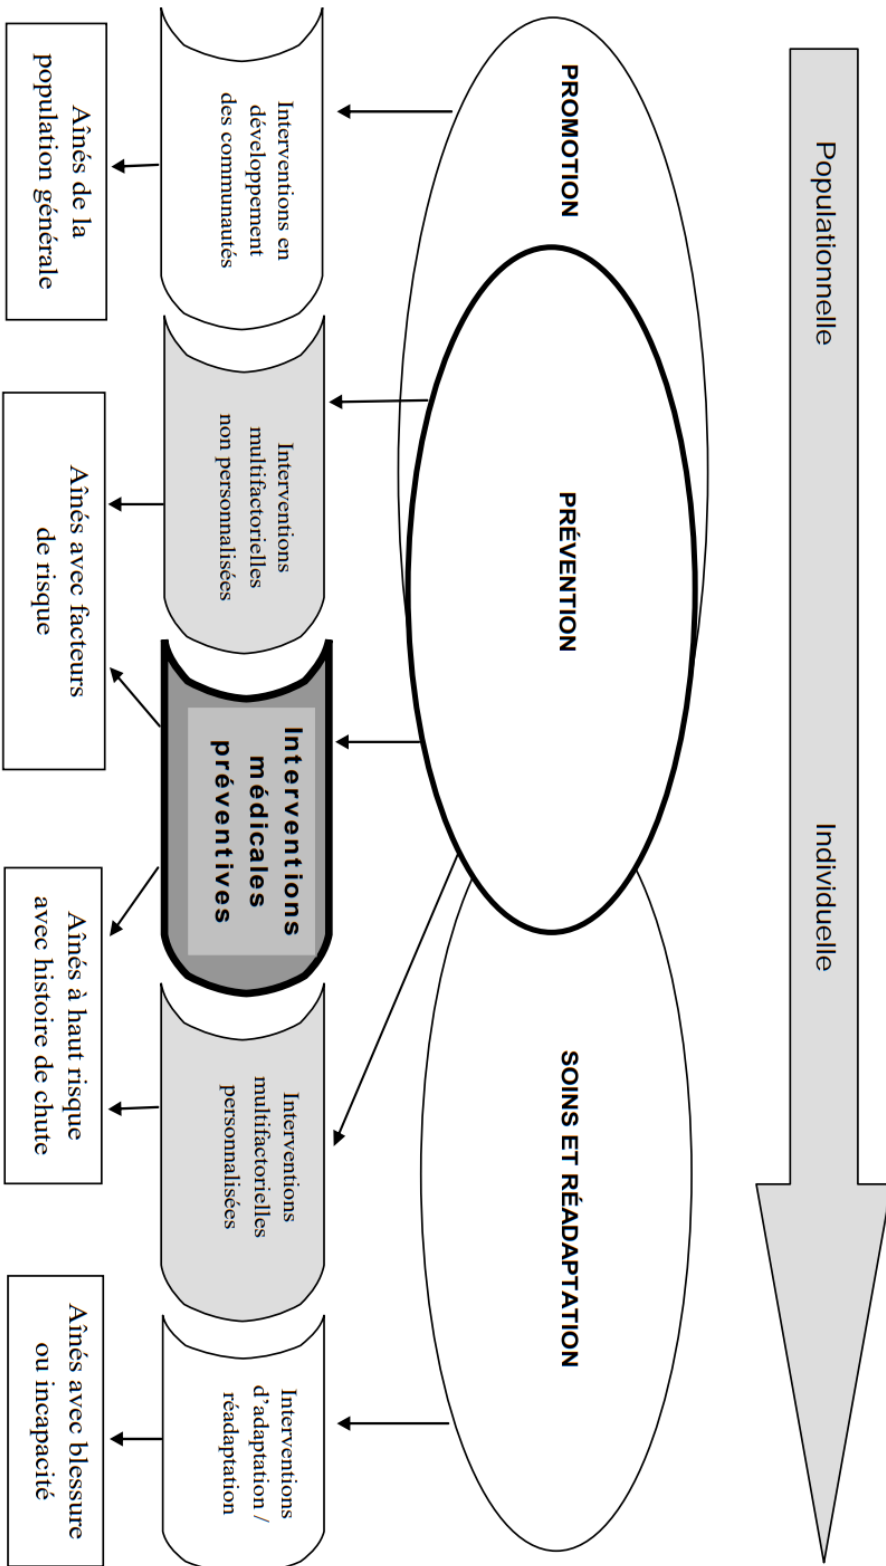 Populationnelle
Individuelle
PROMOTION
PRÉVENTION
SOINS ET RÉADAPTATION
Interventions en
développement
des communautés
Interventions
multifactorielles
non personnalisées
Interventions
médicales
préventives
Interventions
multifactorielles
personnalisées
Interventions
d'adaptation /
réadaptation
Aînés de la
population générale
Aînés avec facteurs
de risque
Aînés à haut risque
avec histoire de chute
Aînés avec blessure
ou incapacité